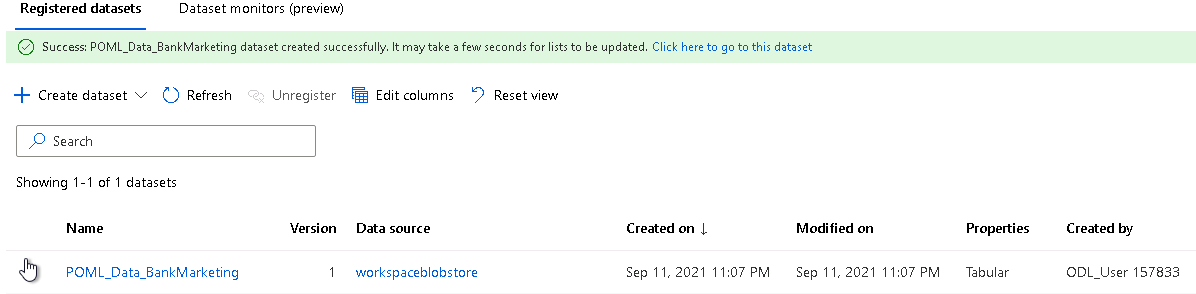 Registered datasets Dataset monitors (preview)
Success: POML_Data_BankMarketing dataset created successfully. It may take a few seconds for lists to be updated. Click here to go to this dataset
Create dataset Refresh Unregister Edit columns Reset view
Search
Showing 1-1 of 1 datasets
Name Version Data source Created on ↓ Modified on Properties Created by
POML_Data_BankMarketing 1 workspaceblobstore Sep 11, 2021 11:07 PM Sep 11, 2021 11:07 PM Tabular ODL_User 157833